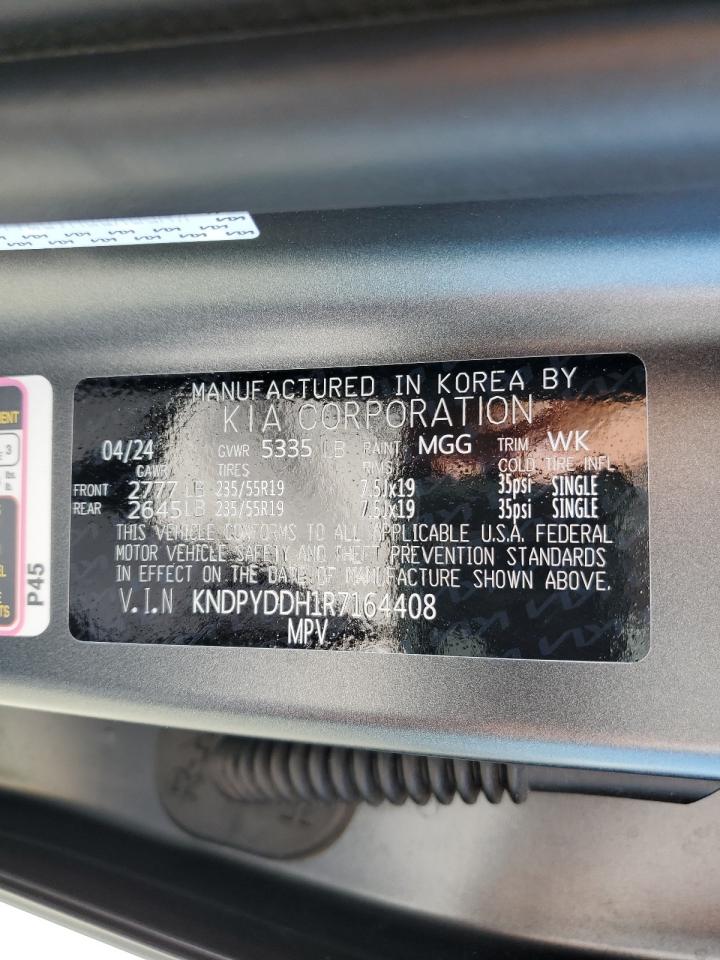 MANUFACTURED IN KOREA BY
KIA CORPORATION
04/24 GVWR 5335 LB PAINT MGG TRIM WK
GAWR TIRES RIMS COLD TIRE INFL
FRONT 2777 LB 235/55R19 7.5Jx19 35psi SINGLE
REAR 2645 LB 235/55R19 7.5Jx19 35psi SINGLE
THIS VEHICLE CONFORMS TO ALL APPLICABLE U.S.A. FEDERAL
MOTOR VEHICLE SAFETY AND THEFT PREVENTION STANDARDS
IN EFFECT ON THE DATE OF MANUFACTURE SHOWN ABOVE.
V.I.N KNDPYDDH1R7164408
MPV
P45
3